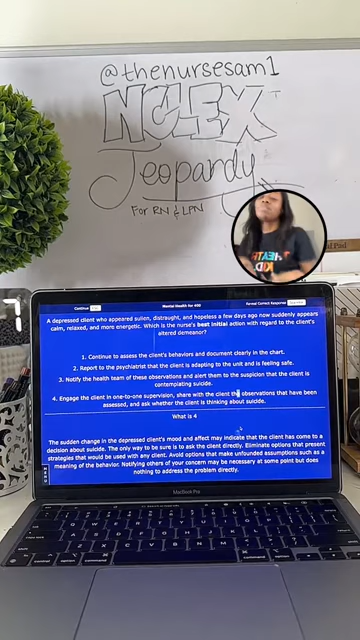 @thenursesam1
NCLEX
Jeopardy
For RN & LPN
Continue
Mental Health for 400
Reveal Correct Response
A depressed client who appeared sullen, distraught, and hopeless a few days ago now suddenly appears
calm, relaxed, and more energetic. Which is the nurse's best initial action with regard to the client's
altered demeanor?
1. Continue to assess the client's behaviors and document clearly in the chart.
2. Report to the psychiatrist that the client is adapting to the unit and is feeling safe.
3. Notify the health team of these observations and alert them to the suspicion that the client is
contemplating suicide.
4. Engage the client in one-to-one supervision, share with the client the observations that have been
assessed, and ask whether the client is thinking about suicide.
What is 4
The sudden change in the depressed client's mood and affect may indicate that the client has come to a
decision about suicide. The only way to be sure is to ask the client directly. Eliminate options that present
strategies that would be used with any client. Avoid options that make unfounded assumptions such as a
meaning of the behavior. Notifying others of your concern may be necessary at some point but does
nothing to address the problem directly.
MacBook Pro